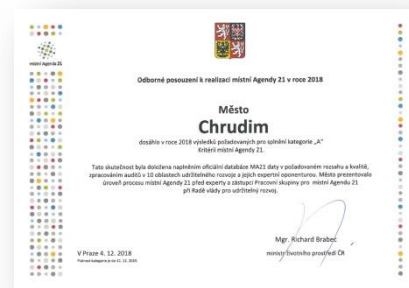 místní Agenda 21
Odborné posouzení k realizaci místní Agendy 21 v roce 2018
Město
Chrudim
dosáhlo v roce 2018 výsledků požadovaných pro splnění kategorie „A"
Kritérií místní Agendy 21.
Tato skutečnost byla doložena naplněním oficiální databáze MA21 daty v požadovaném rozsahu a kvalitě,
zpracováním auditů v 10 oblastech udržitelného rozvoje a jejich expertní oponenturou. Město prezentovalo
úroveň procesu místní Agendy 21 před experty a zástupci Pracovní skupiny pro místní Agendu 21
při Radě vlády pro udržitelný rozvoj.
Mgr. Richard Brabec
V Praze 4. 12. 2018
ministr životního prostředí ČR